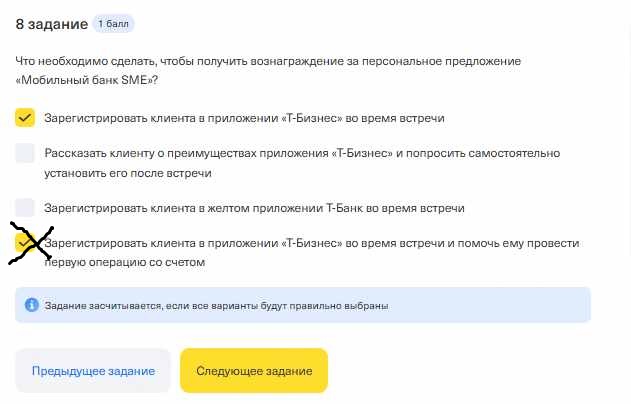 8 задание 1 балл
Что необходимо сделать, чтобы получить вознаграждение за персональное предложение
«Мобильный банк SME»?
Зарегистрировать клиента в приложении «Т-Бизнес» во время встречи
Рассказать клиенту о преимуществах приложения «Т-Бизнес» и попросить самостоятельно
установить его после встречи
Зарегистрировать клиента в желтом приложении Т-Банк во время встречи
Зарегистрировать клиента в приложении «Т-Бизнес» во время встречи и помочь ему провести
первую операцию со счетом
Задание засчитывается, если все варианты будут правильно выбраны
Предыдущее задание Следующее задание